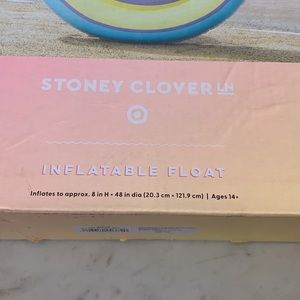 STONEY CLOVER LN
INFLATABLE FLOAT
Inflates to approx. 8 in H • 48 in dia (20.3 cm • 121.9 cm) | Ages 14+